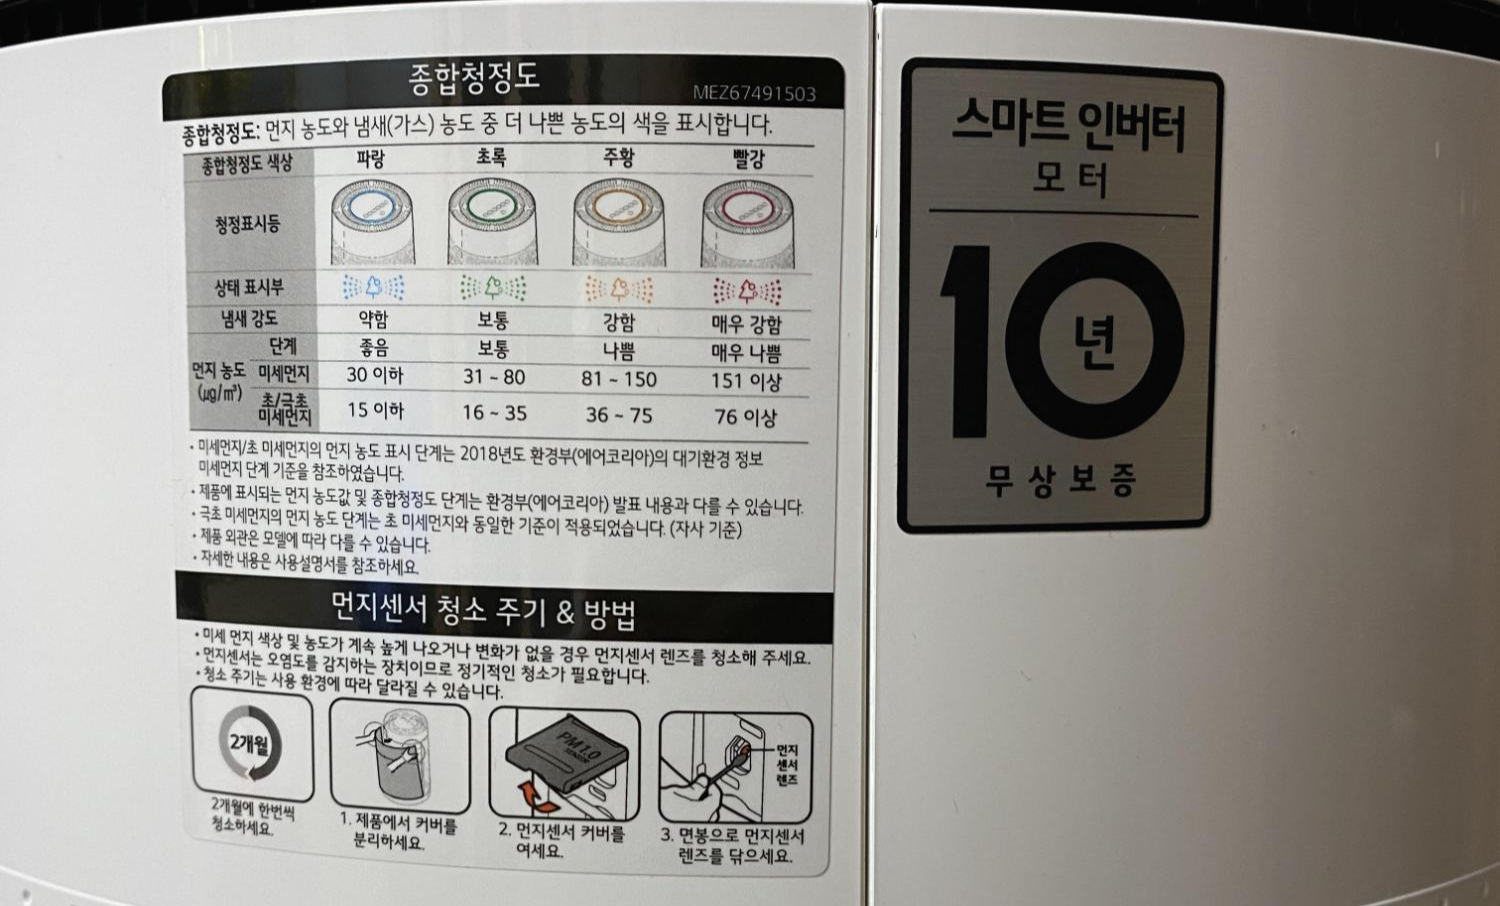 종합청정도
MEZ67491503
종합청정도: 먼지 농도와 냄새(가스) 농도 중 더 나쁜 농도의 색을 표시합니다.
종합청정도 색상 파랑 초록 주황 빨강
청정표시등
상태 표시부
냄새 강도 약함 보통 강함 매우 강함
먼지 농도 (㎍/㎥)
단계 좋음 보통 나쁨 매우 나쁨
미세먼지 30 이하 31 ~ 80 81 ~ 150 151 이상
초/극초 미세먼지 15 이하 16 ~ 35 36 ~ 75 76 이상
• 미세먼지/초 미세먼지의 먼지 농도 표시 단계는 2018년도 환경부(에어코리아)의 대기환경 정보
미세먼지 단계 기준을 참조하였습니다.
• 제품에 표시되는 먼지 농도값 및 종합청정도 단계는 환경부(에어코리아) 발표 내용과 다를 수 있습니다.
• 극초 미세먼지의 먼지 농도 단계는 초 미세먼지와 동일한 기준이 적용되었습니다. (자사 기준)
• 제품 외관은 모델에 따라 다를 수 있습니다.
• 자세한 내용은 사용설명서를 참조하세요.
먼지센서 청소 주기 & 방법
• 미세 먼지 색상 및 농도가 계속 높게 나오거나 변화가 없을 경우 먼지센서 렌즈를 청소해 주세요.
• 먼지센서는 오염도를 감지하는 장치이므로 정기적인 청소가 필요합니다.
• 청소 주기는 사용 환경에 따라 달라질 수 있습니다.
2개월
PM1.0
SENSOR
먼지
센서
렌즈
2개월에 한번씩
청소하세요.
1. 제품에서 커버를
분리하세요.
2. 먼지센서 커버를
여세요.
3. 면봉으로 먼지센서
렌즈를 닦으세요.
스마트 인버터
모터
10년
무상보증